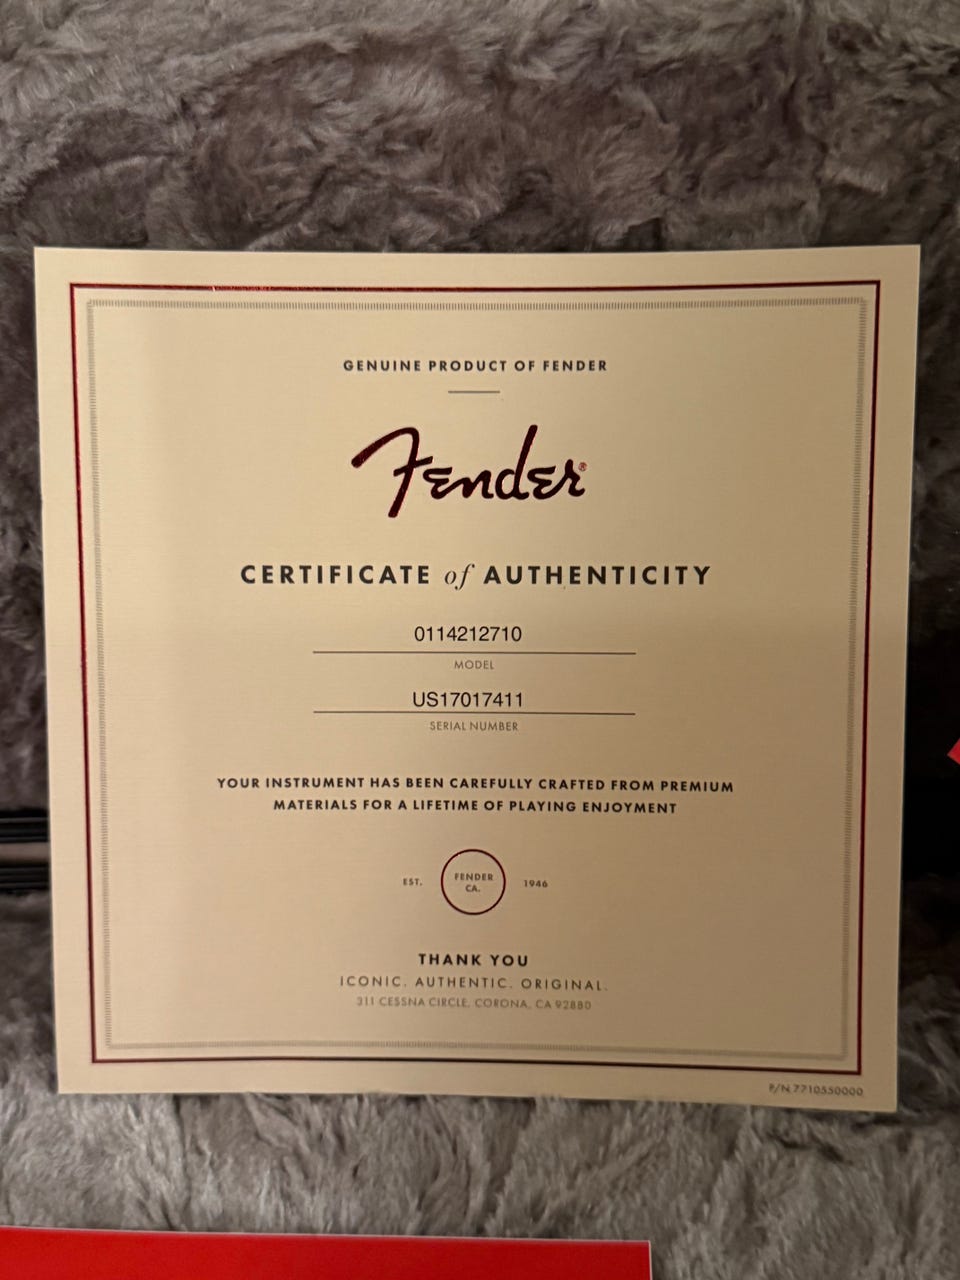 GENUINE PRODUCT OF FENDER
Fender®
CERTIFICATE of AUTHENTICITY
0114212710
MODEL
US17017411
SERIAL NUMBER
YOUR INSTRUMENT HAS BEEN CAREFULLY CRAFTED FROM PREMIUM
MATERIALS FOR A LIFETIME OF PLAYING ENJOYMENT
EST. FENDER 1946
CA.
THANK YOU
ICONIC. AUTHENTIC. ORIGINAL.
311 CESSNA CIRCLE, CORONA, CA 92880
P/N 7710550000